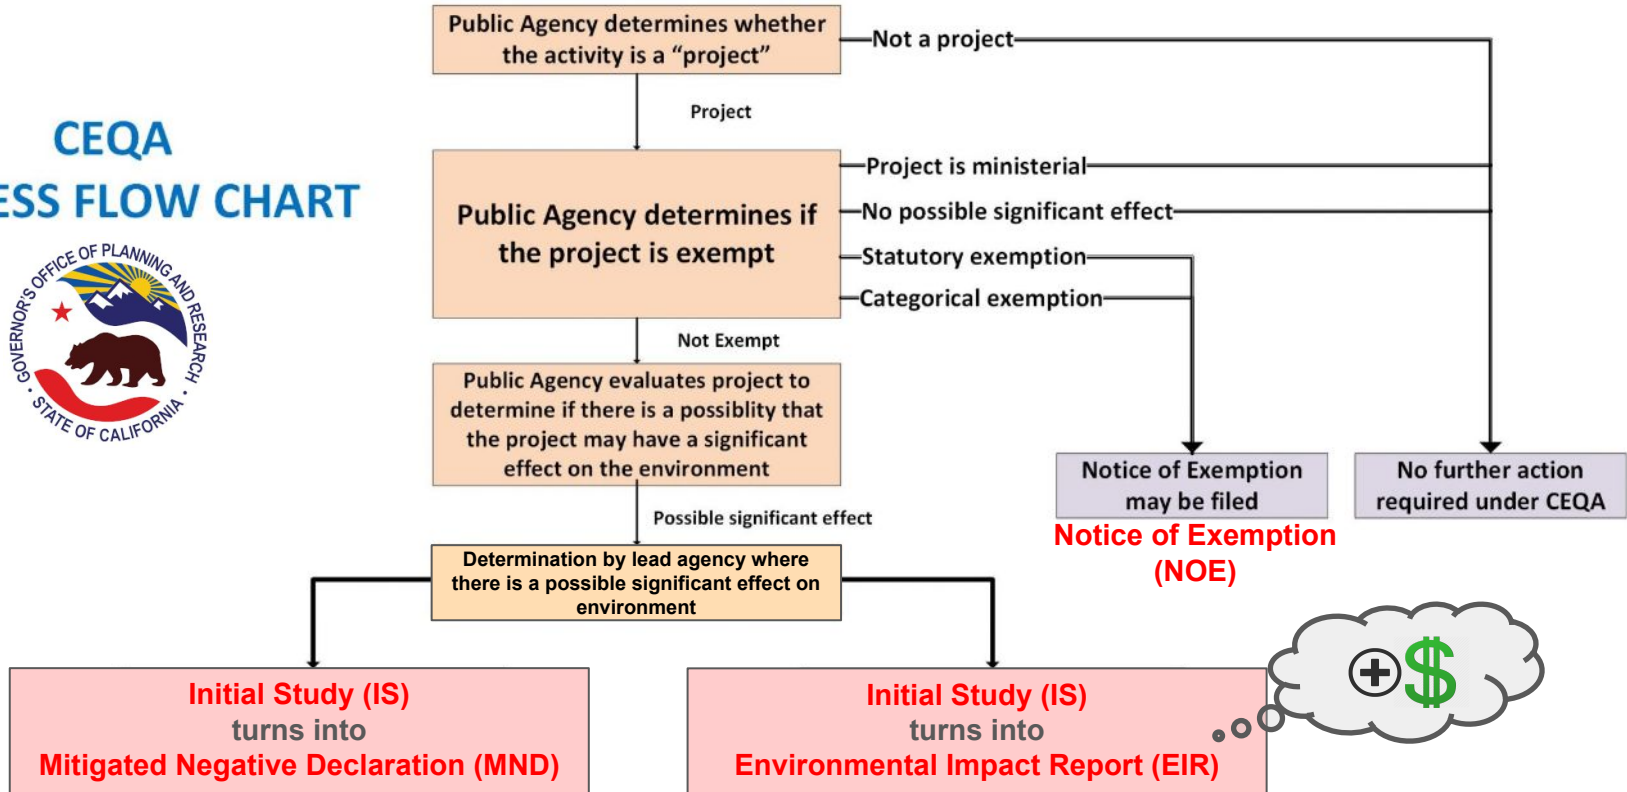 Public Agency determines whether
the activity is a “project”
Not a project
Project
CEQA
ESS FLOW CHART
GOVERNOR'S OFFICE OF PLANNING AND RESEARCH
• STATE OF CALIFORNIA •
Public Agency determines if
the project is exempt
Project is ministerial
No possible significant effect
Statutory exemption
Categorical exemption
Not Exempt
Public Agency evaluates project to
determine if there is a possiblity that
the project may have a significant
effect on the environment
Notice of Exemption
may be filed
No further action
required under CEQA
Notice of Exemption
(NOE)
Possible significant effect
Determination by lead agency where
there is a possible significant effect on
environment
Initial Study (IS)
turns into
Mitigated Negative Declaration (MND)
Initial Study (IS)
turns into
Environmental Impact Report (EIR)
+$